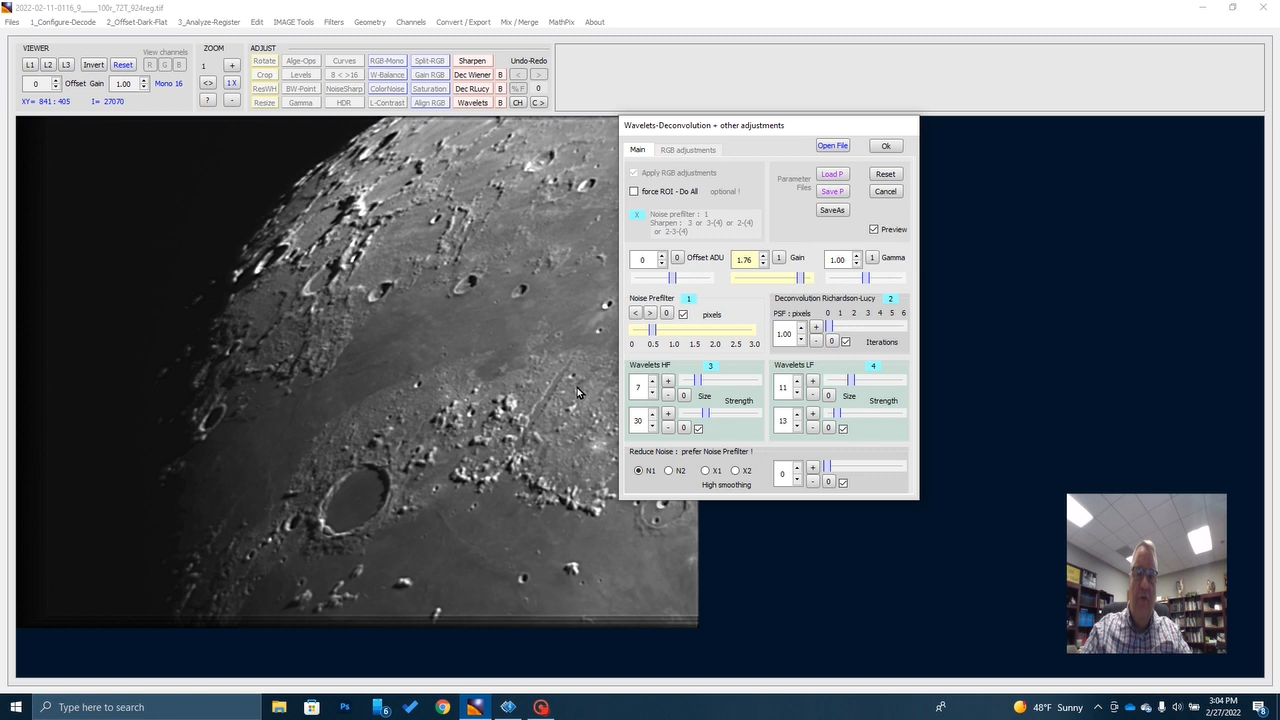 2022-02-11-0116_9____100r_72T_924reg.tif
Files 1_Configure-Decode 2_Offset-Dark-Flat 3_Analyze-Register Edit IMAGE Tools Filters Geometry Channels Convert / Export Mix / Merge MathPix About
VIEWER View channels ZOOM ADJUST
L1 L2 L3 Invert Reset R G B 1 + Rotate Alge-Ops Curves RGB-Mono Split-RGB Sharpen Undo-Redo
0 Offset Gain 1.00 Mono 16 <> 1X Crop Levels 8 < >16 W-Balance Gain RGB Dec Wiener B < >
XY= 841 : 405 I= 27070 ? - ResWH BW-Point NoiseSharp ColorNoise Saturation Dec RLucy B % F 0
Resize Gamma HDR L-Contrast Align RGB Wavelets B CH C >
Wavelets-Deconvolution + other adjustments
Main RGB adjustments Open File Ok
Apply RGB adjustments Parameter Files Load P Reset
force ROI - Do All optional ! Save P Cancel
X Noise prefilter : 1 SaveAs
Sharpen : 3 or 3-(4) or 2-(4)
or 2-3-(4) Preview
0 0 Offset ADU 1.76 1 Gain 1.00 1 Gamma
Noise Prefilter 1 Deconvolution Richardson-Lucy 2
< > 0 pixels PSF : pixels 0 1 2 3 4 5 6
1.00 + - 0 Iterations
0 0.5 1.0 1.5 2.0 2.5 3.0
Wavelets HF 3 Wavelets LF 4
7 + - 0 Size Strength 11 + - 0 Size Strength
30 + - 0 13 + - 0
Reduce Noise : prefer Noise Prefilter !
N1 N2 X1 X2 0 + - 0
High smoothing
Type here to search 6 48°F Sunny 3:04 PM
2/27/2022 8